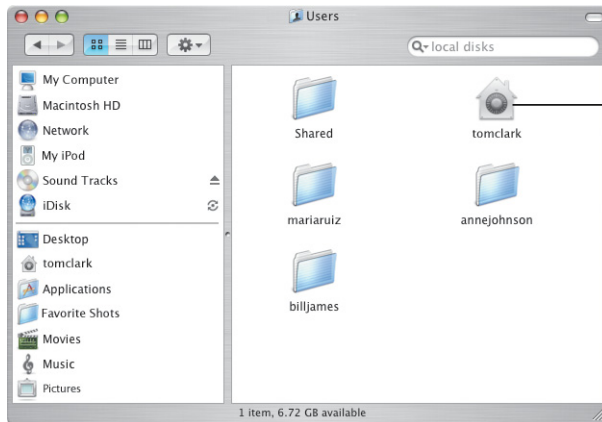 Users
local disks
My Computer
Macintosh HD
Network
My iPod
Sound Tracks
iDisk
Desktop
tomclark
Applications
Favorite Shots
Movies
Music
Pictures
Shared
tomclark
mariaruiz
annejohnson
billjames
1 item, 6.72 GB available